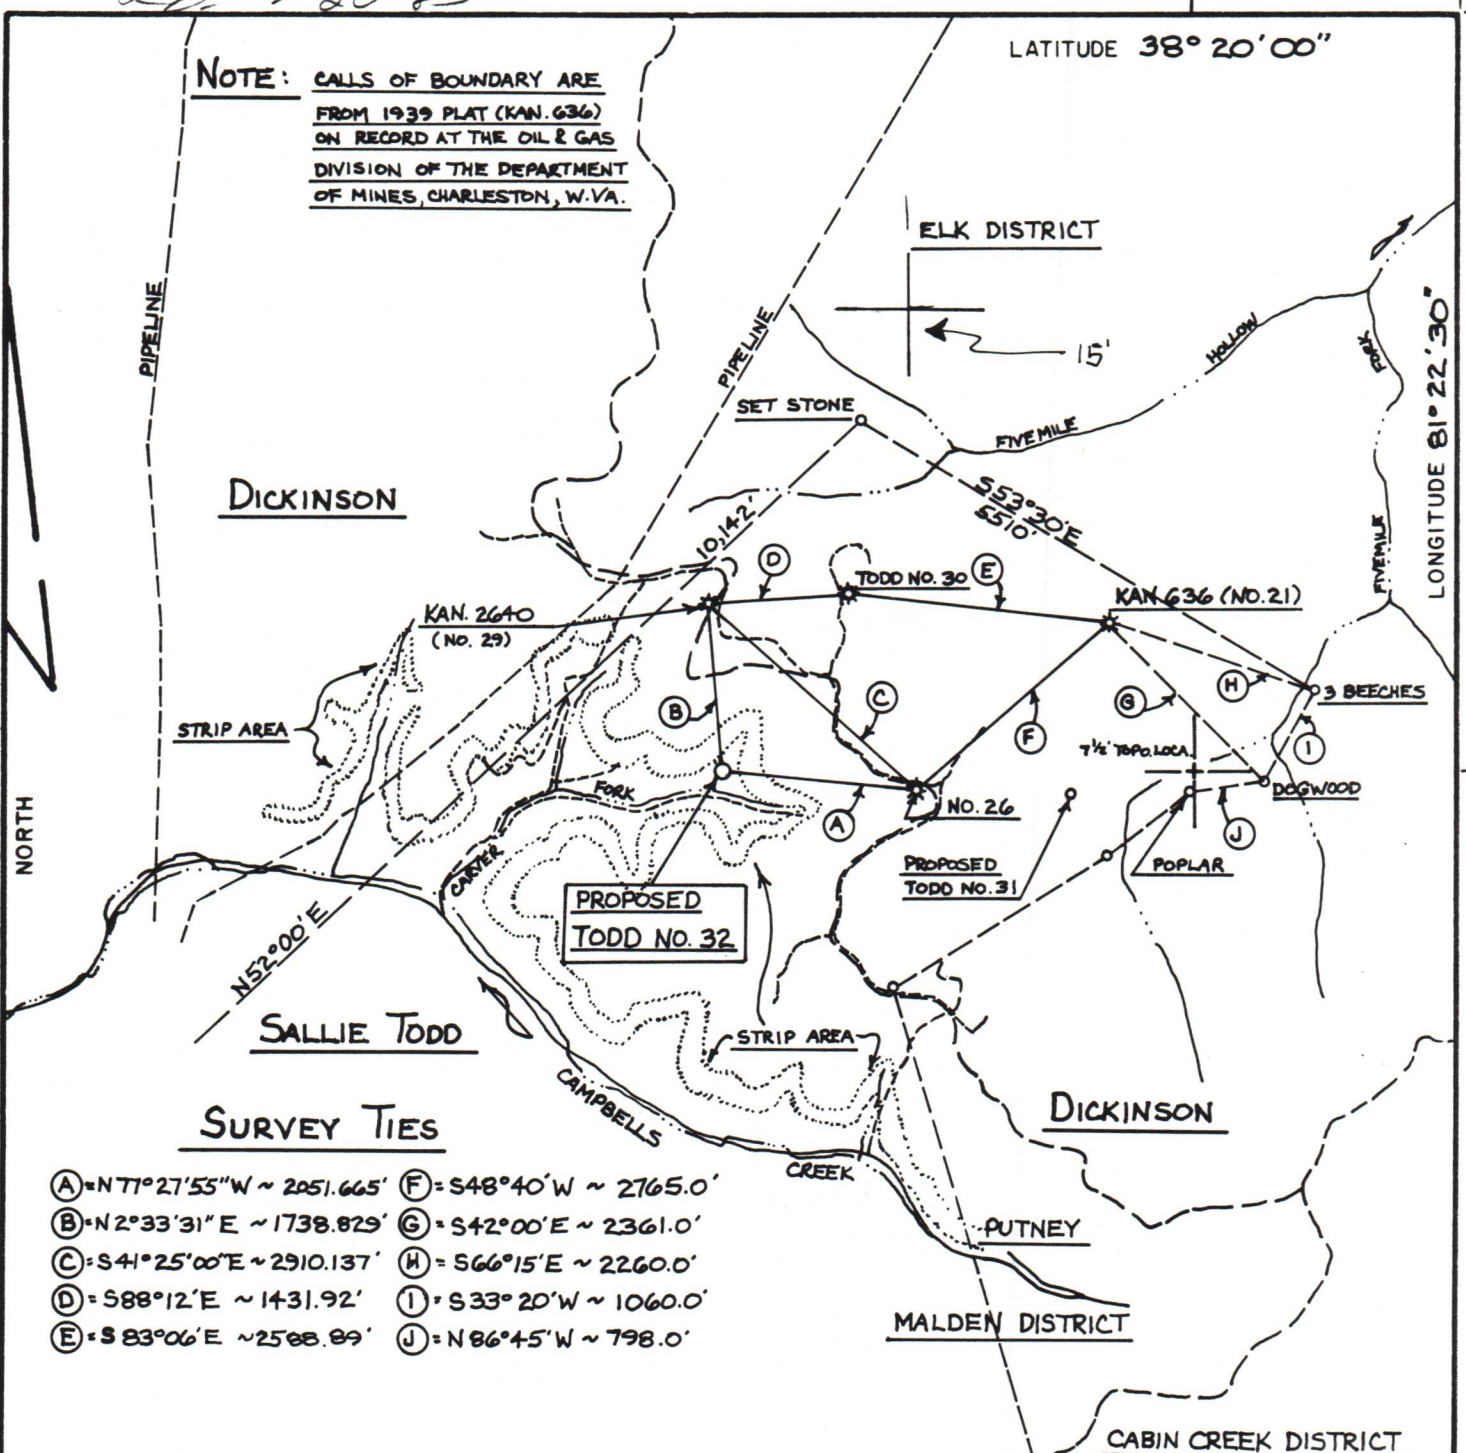 LATITUDE 38° 20' 00"
NOTE: CALLS OF BOUNDARY ARE
FROM 1939 PLAT (KAN. 636)
ON RECORD AT THE OIL & GAS
DIVISION OF THE DEPARTMENT
OF MINES, CHARLESTON, W.VA.
ELK DISTRICT
15'
LONGITUDE 81° 22' 30"
PIPELINE
PIPELINE
HOLLOW
FORK
FIVEMILE
FIVEMILE
SET STONE
S53°30'E
5510'
DICKINSON
10,142'
D
TODD NO. 30
E
KAN. 2640
(NO. 29)
KAN 636 (NO. 21)
H
3 BEECHES
G
STRIP AREA
B
C
F
I
7½' TOPO. LOCA.
DOGWOOD
NORTH
FORK
A
NO. 26
J
CARVER
PROPOSED
TODD NO. 31
POPLAR
PROPOSED
TODD NO. 32
N52°00'E
SALLIE TODD
STRIP AREA
CAMPBELLS
CREEK
DICKINSON
SURVEY TIES
A = N77°27'55"W ~ 2051.665' F = S48°40'W ~ 2765.0'
B = N2°33'31"E ~ 1738.829' G = S42°00'E ~ 2361.0'
C = S41°25'00"E ~ 2910.137' H = S66°15'E ~ 2260.0'
D = S88°12'E ~ 1431.92' I = S33°20'W ~ 1060.0'
E = S83°06'E ~ 2588.89' J = N86°45'W ~ 798.0'
PUTNEY
MALDEN DISTRICT
CABIN CREEK DISTRICT